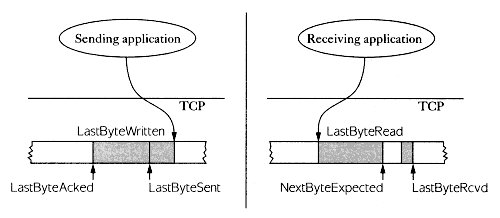 Sending application
TCP
LastByteWritten
LastByteAcked
LastByteSent
Receiving application
TCP
LastByteRead
NextByteExpected
LastByteRcvd